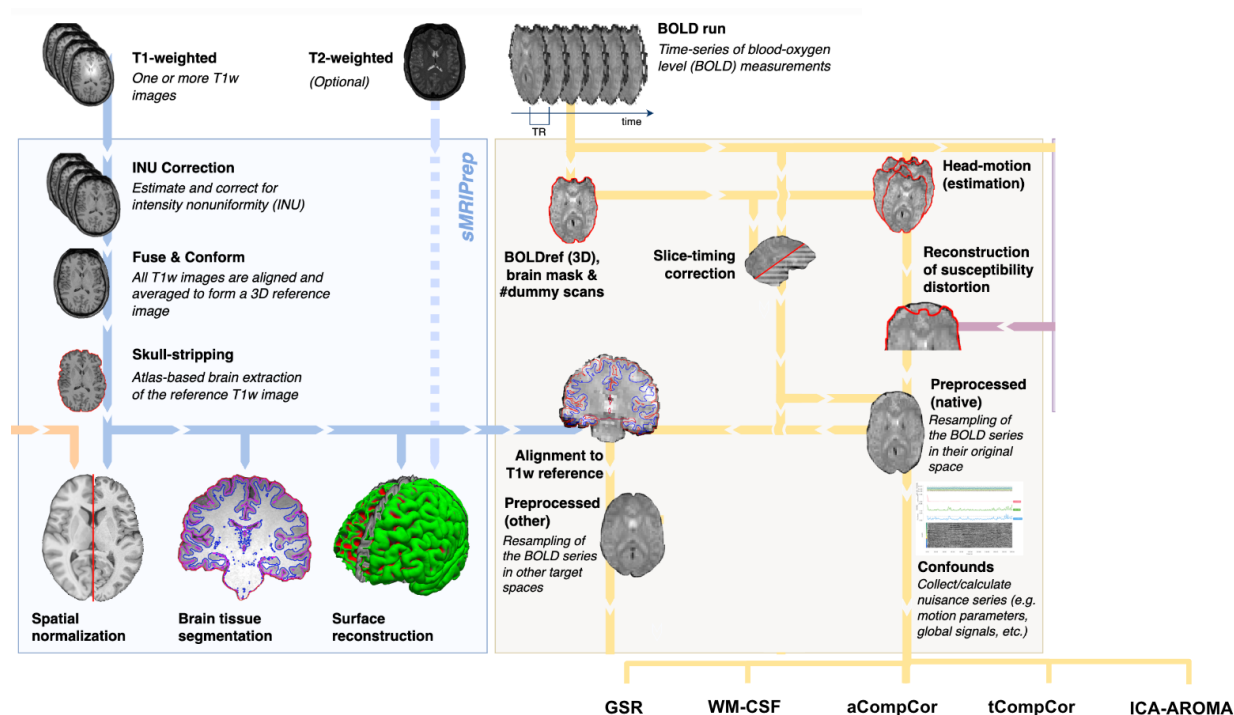 T1-weighted
One or more T1w
images
T2-weighted
(Optional)
BOLD run
Time-series of blood-oxygen
level (BOLD) measurements
TR
time
sMRIPrep
INU Correction
Estimate and correct for
intensity nonuniformity (INU)
Fuse & Conform
All T1w images are aligned and
averaged to form a 3D reference
image
Skull-stripping
Atlas-based brain extraction
of the reference T1w image
Spatial
normalization
Brain tissue
segmentation
Surface
reconstruction
BOLDref (3D),
brain mask &
#dummy scans
Slice-timing
correction
Head-motion
(estimation)
Reconstruction
of susceptibility
distortion
Alignment to
T1w reference
Preprocessed
(native)
Resampling of
the BOLD series
in their original
space
Preprocessed
(other)
Resampling of
the BOLD series
in other target
spaces
Confounds
Collect/calculate
nuisance series (e.g.
motion parameters,
global signals, etc.)
GSR
WM-CSF
aCompCor
tCompCor
ICA-AROMA